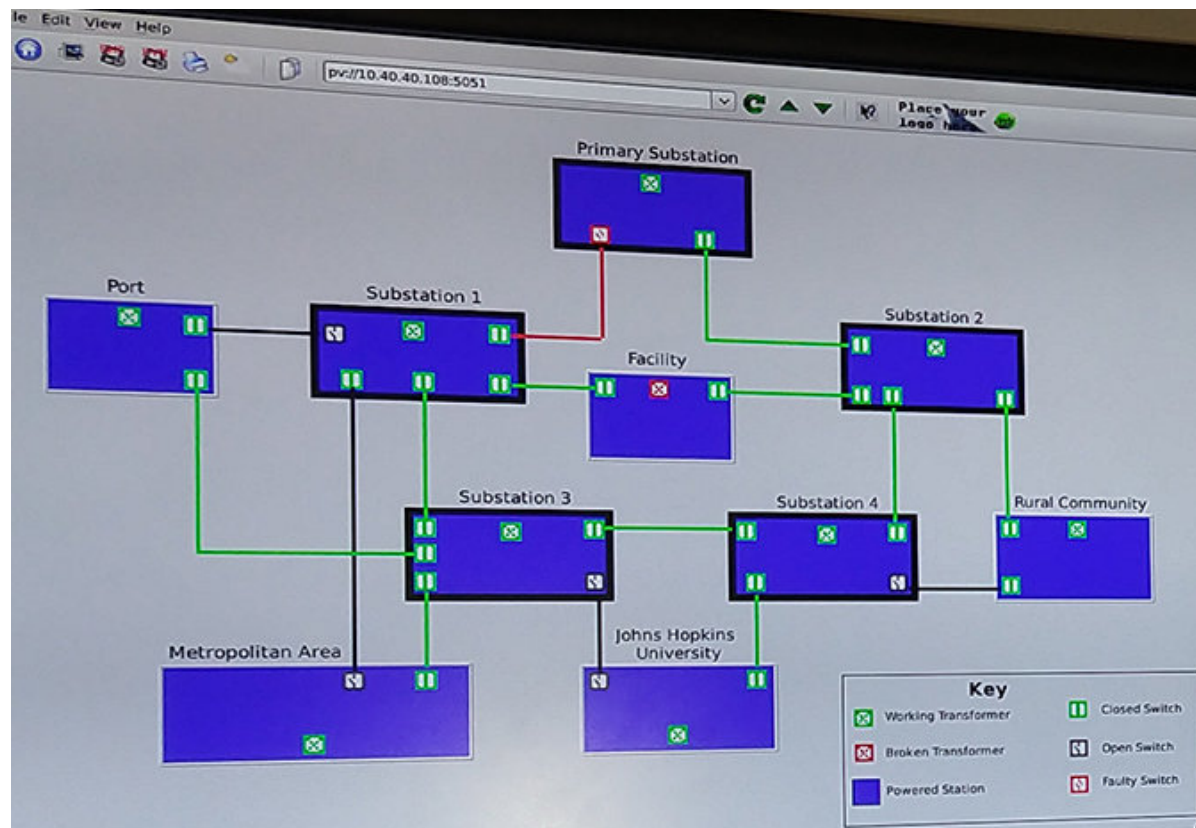 le Edit View Help
pv://10.40.40.108:5051
Place your
logo here
Primary Substation
Port
Substation 1
Substation 2
Facility
Substation 3
Substation 4
Rural Community
Metropolitan Area
Johns Hopkins
University
Key
Working Transformer
Closed Switch
Broken Transformer
Open Switch
Powered Station
Faulty Switch